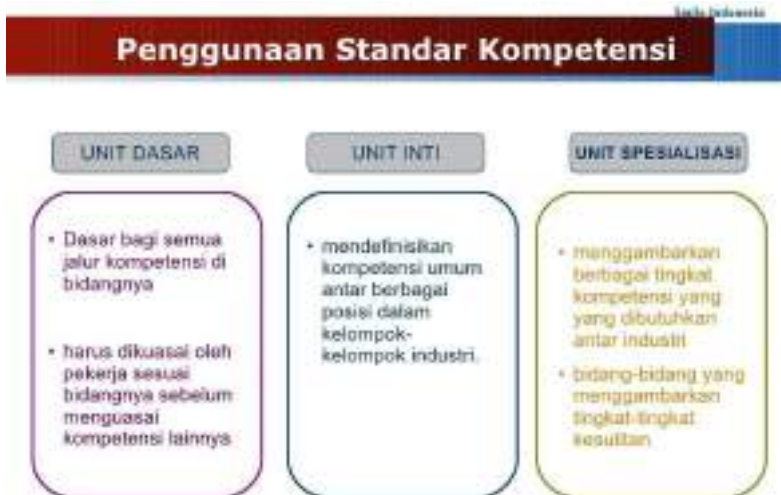 Penggunaan Standar Kompetensi
UNIT DASAR
• Dasar bagi semua
jalur kompetensi di
bidangnya
• harus dikuasai oleh
pekerja sesuai
bidangnya sebelum
menguasai
kompetensi lainnya
UNIT INTI
• mendefinisikan
kompetensi umum
antar berbagai
posisi dalam
kelompok-
kelompok industri.
UNIT SPESIALISASI
• menggambarkan
berbagai tingkat
kompetensi yang
yang dibutuhkan
antar industri
• bidang-bidang yang
menggambarkan
tingkat-tingkat
kesulitan